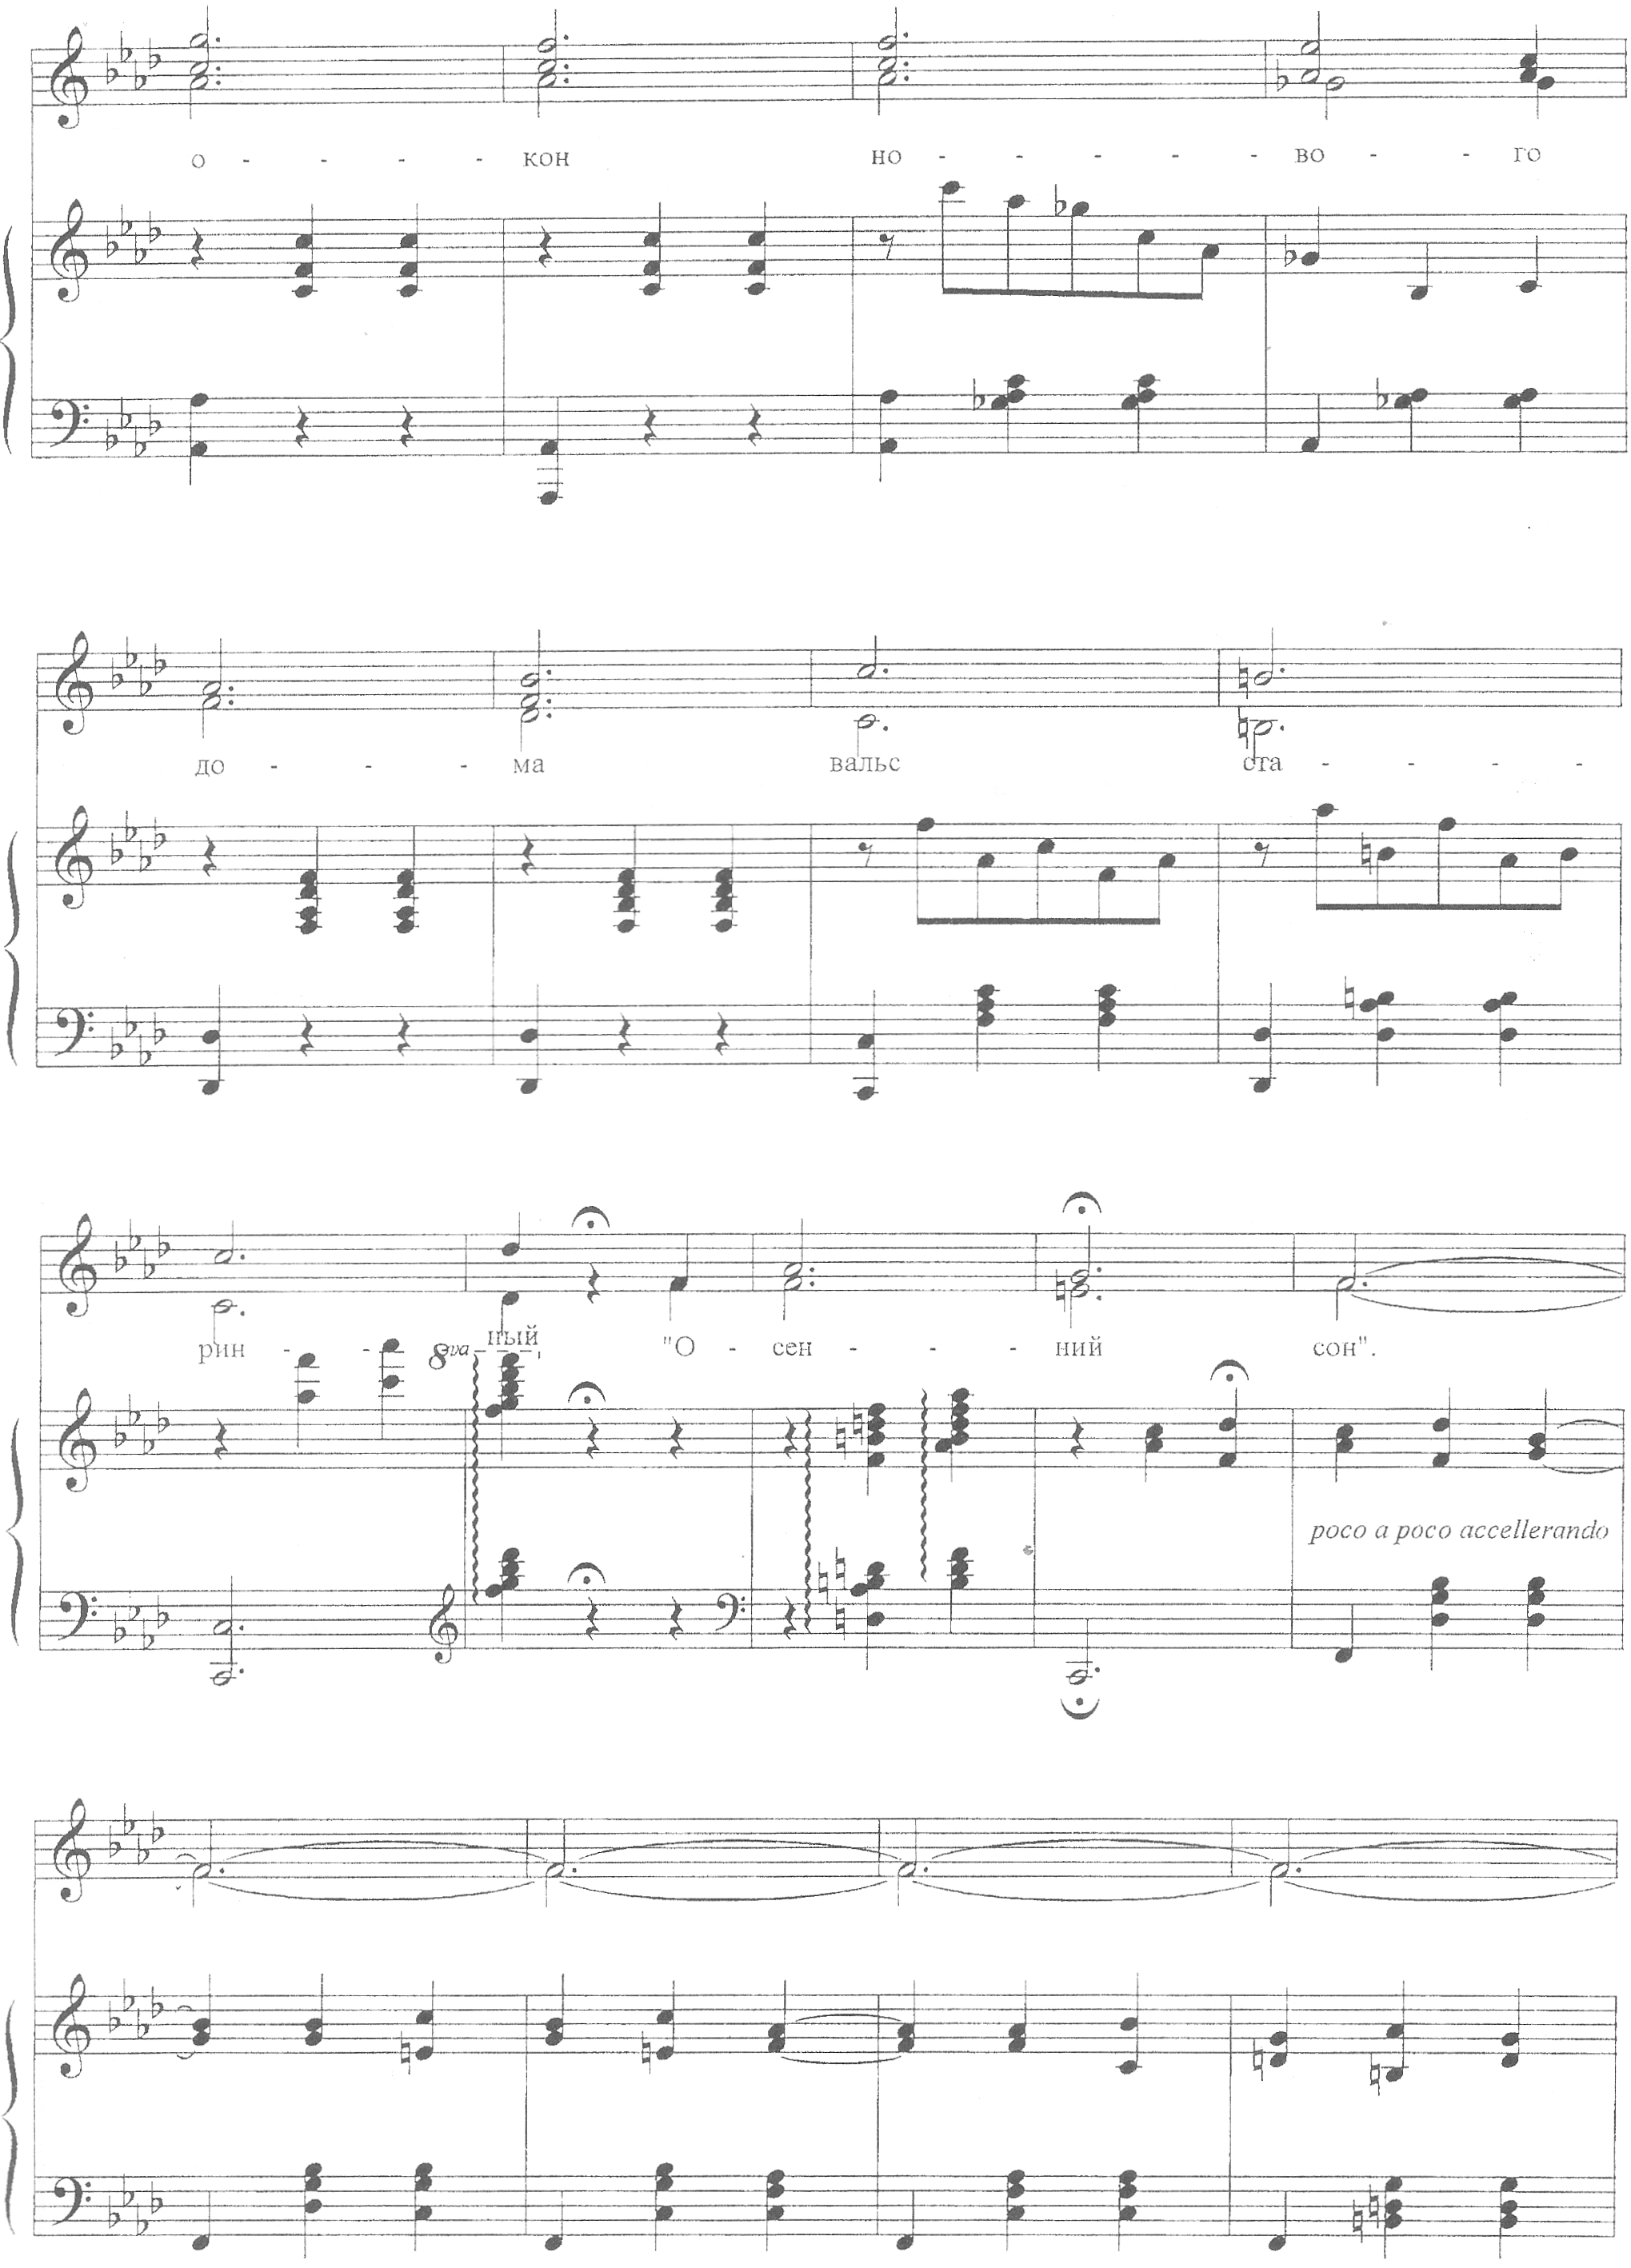 о - - - - кон но - - - - - во - - го
до - - - ма вальс ста - - - -
рин - - - ный, "О - сен - - - ний сон".
8va
poco a poco accellerando